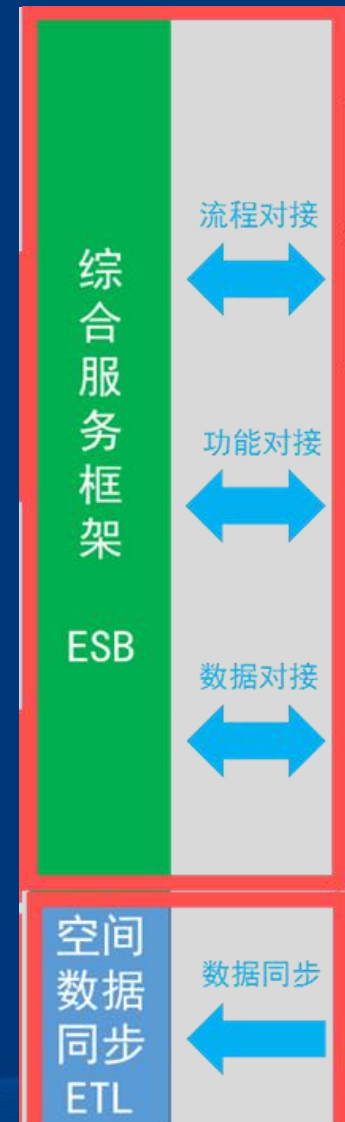 综
合
服
务
框
架
ESB
流程对接
功能对接
数据对接
空间
数据
同步
ETL
数据同步